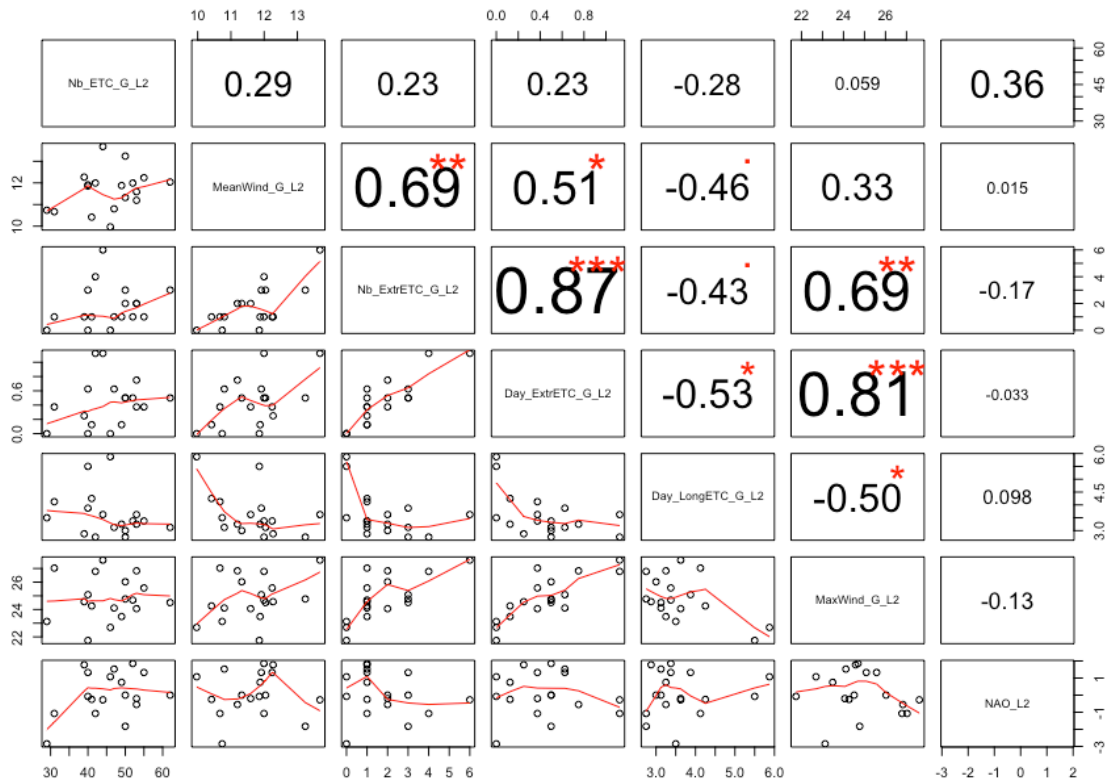 10 11 12 13 0.0 0.4 0.8 22 24 26
Nb_ETC_G_L2 0.29 0.23 0.23 -0.28 0.059 0.36 30 45 60
10 12 MeanWind_G_L2 0.69 ** 0.51 * -0.46 . 0.33 0.015
Nb_ExtrETC_G_L2 0.87 *** -0.43 . 0.69 ** -0.17 0 2 4 6
0.0 0.6 Day_ExtrETC_G_L2 -0.53 * 0.81 *** -0.033
Day_LongETC_G_L2 -0.50 * 0.098 3.0 4.5 6.0
22 24 26 MaxWind_G_L2 -0.13
NAO_L2 -3 -1 1
30 40 50 60 0 1 2 3 4 5 6 3.0 4.0 5.0 6.0 -3 -2 -1 0 1 2